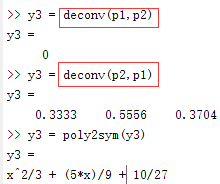 >> y3 = deconv(p1,p2)
y3 =
0
>> y3 = deconv(p2,p1)
y3 =
0.3333 0.5556 0.3704
>> y3 = poly2sym(y3)
y3 =
x^2/3 + (5*x)/9 + 10/27